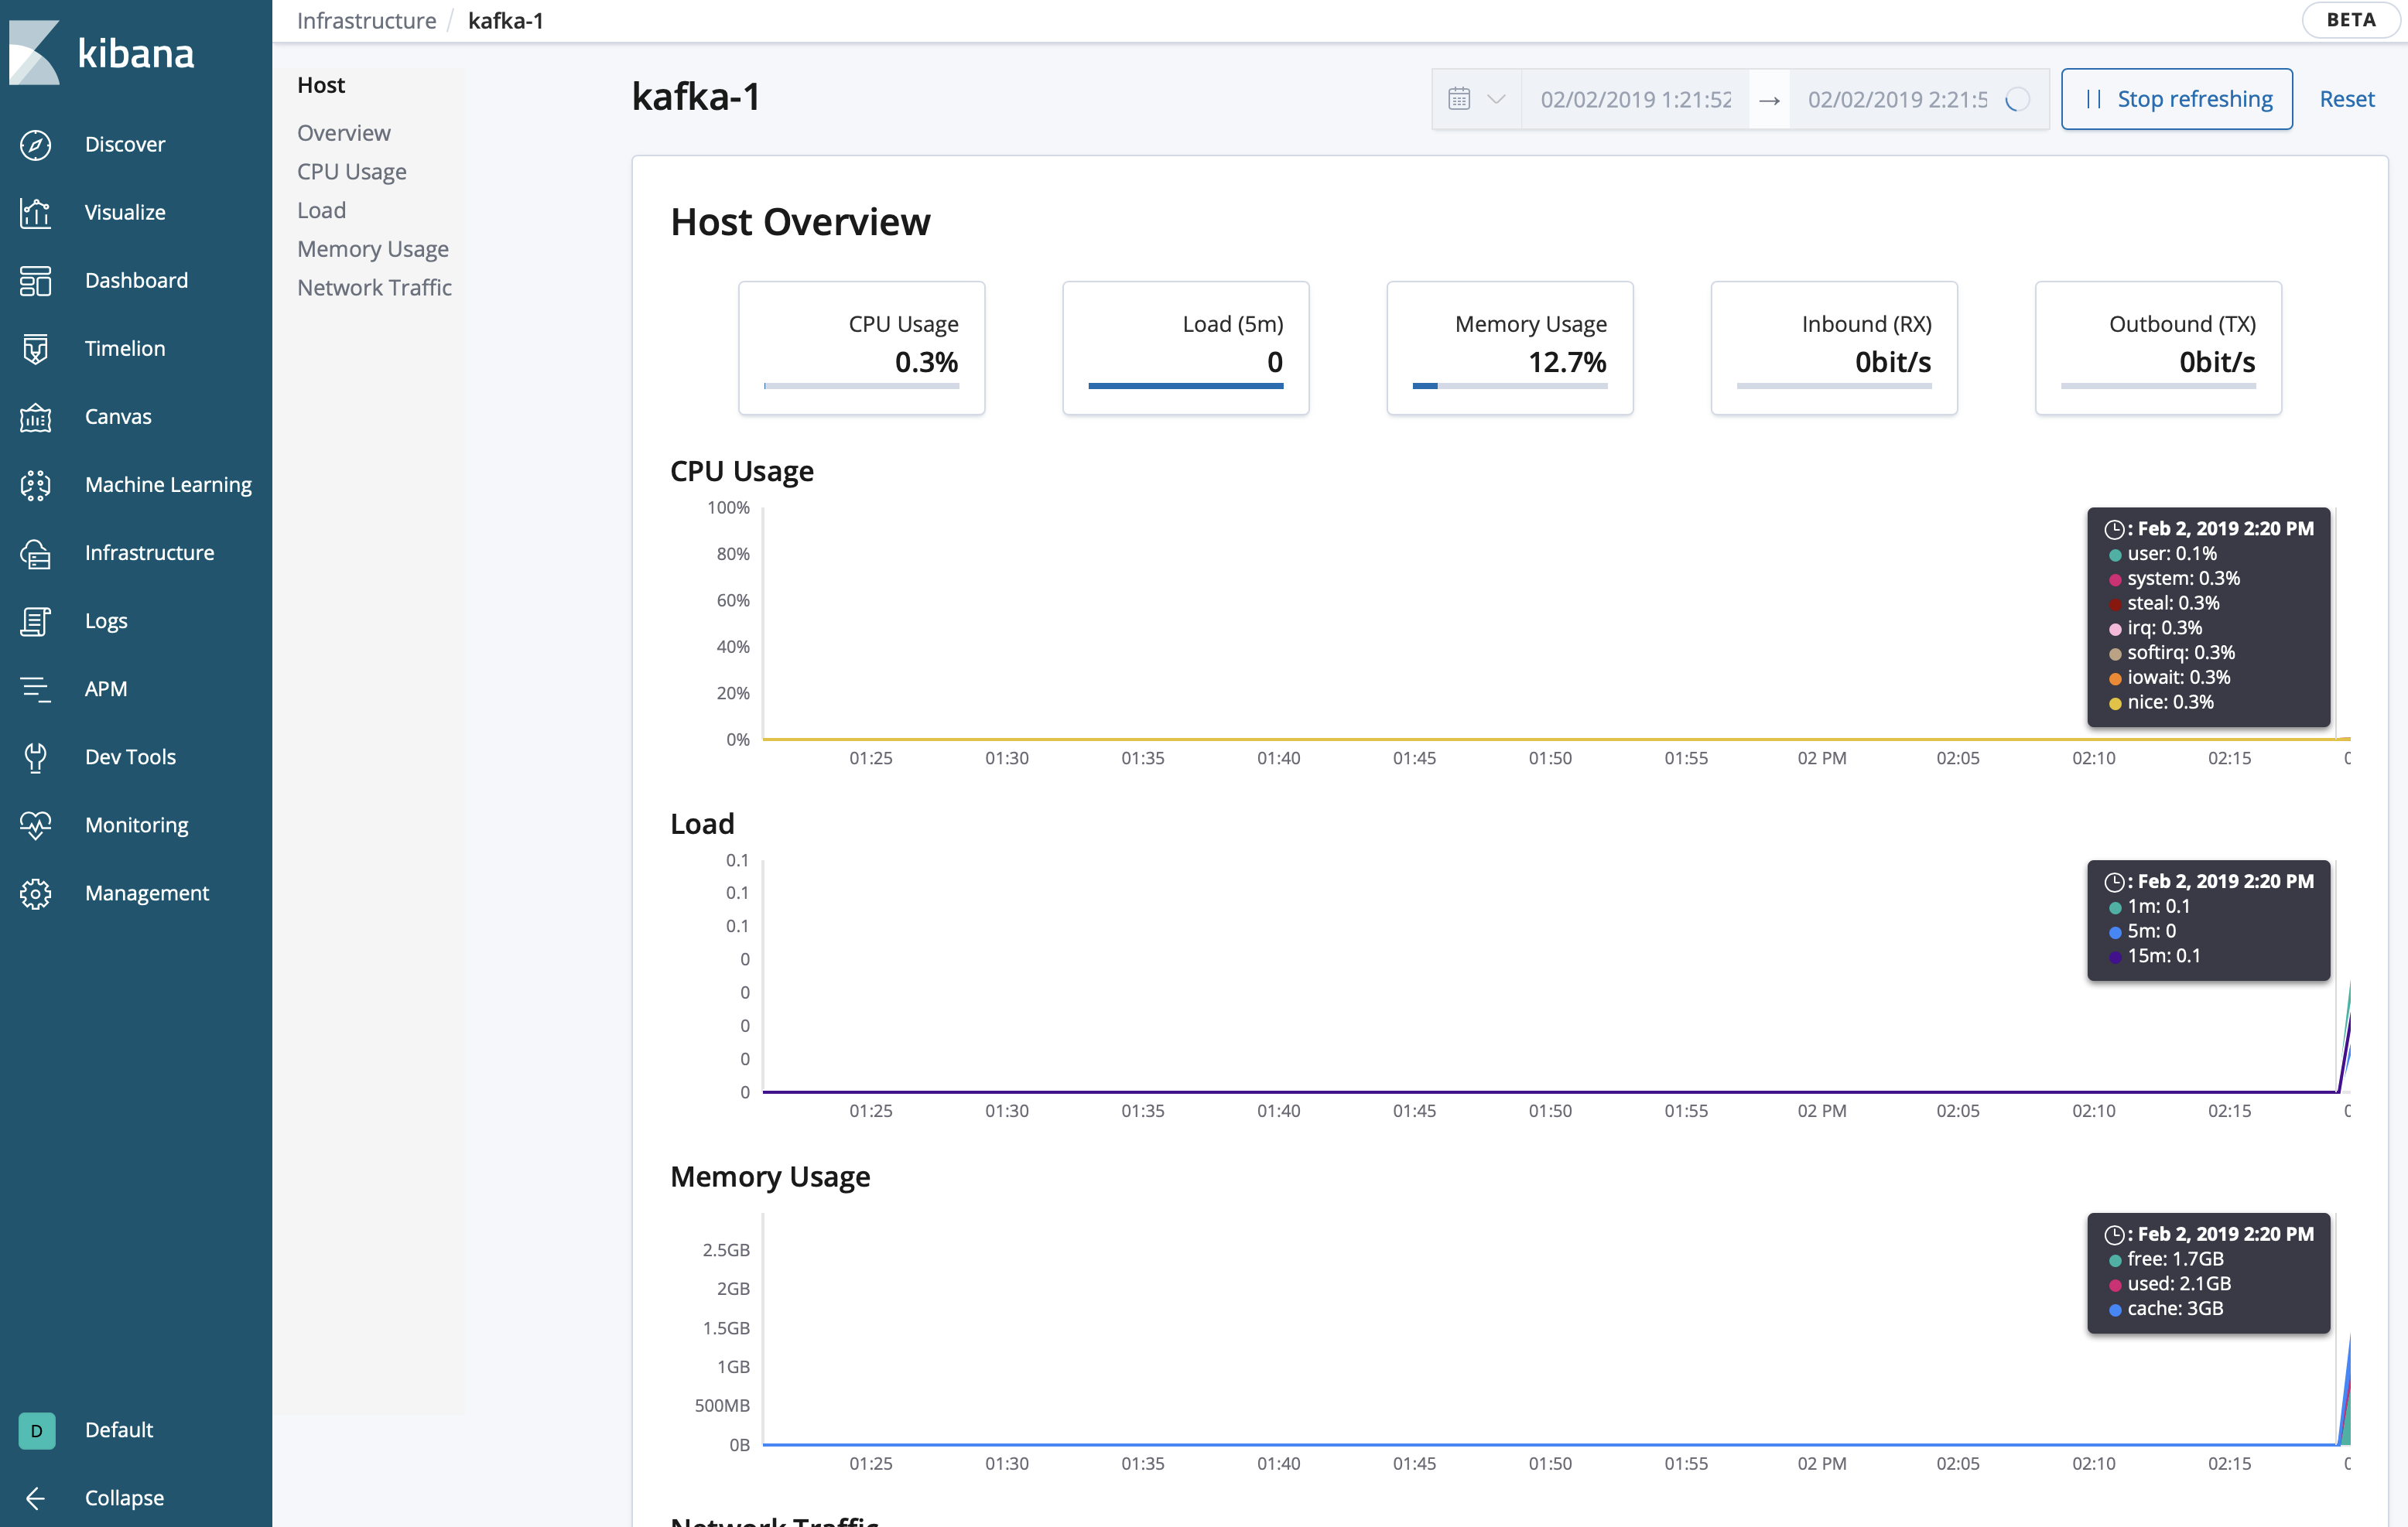 kibana
Discover
Visualize
Dashboard
Timelion
Canvas
Machine Learning
Infrastructure
Logs
APM
Dev Tools
Monitoring
Management
D Default
Collapse
Infrastructure / kafka-1
BETA
Host
Overview
CPU Usage
Load
Memory Usage
Network Traffic
kafka-1
02/02/2019 1:21:52 → 02/02/2019 2:21:5
Stop refreshing
Reset
Host Overview
CPU Usage
0.3%
Load (5m)
0
Memory Usage
12.7%
Inbound (RX)
0bit/s
Outbound (TX)
0bit/s
CPU Usage
100%
80%
60%
40%
20%
0%
01:25 01:30 01:35 01:40 01:45 01:50 01:55 02 PM 02:05 02:10 02:15 0
: Feb 2, 2019 2:20 PM
user: 0.1%
system: 0.3%
steal: 0.3%
irq: 0.3%
softirq: 0.3%
iowait: 0.3%
nice: 0.3%
Load
0.1
0.1
0.1
0
0
0
0
0
01:25 01:30 01:35 01:40 01:45 01:50 01:55 02 PM 02:05 02:10 02:15 0
: Feb 2, 2019 2:20 PM
1m: 0.1
5m: 0
15m: 0.1
Memory Usage
2.5GB
2GB
1.5GB
1GB
500MB
0B
01:25 01:30 01:35 01:40 01:45 01:50 01:55 02 PM 02:05 02:10 02:15 0
: Feb 2, 2019 2:20 PM
free: 1.7GB
used: 2.1GB
cache: 3GB
Network Traffic